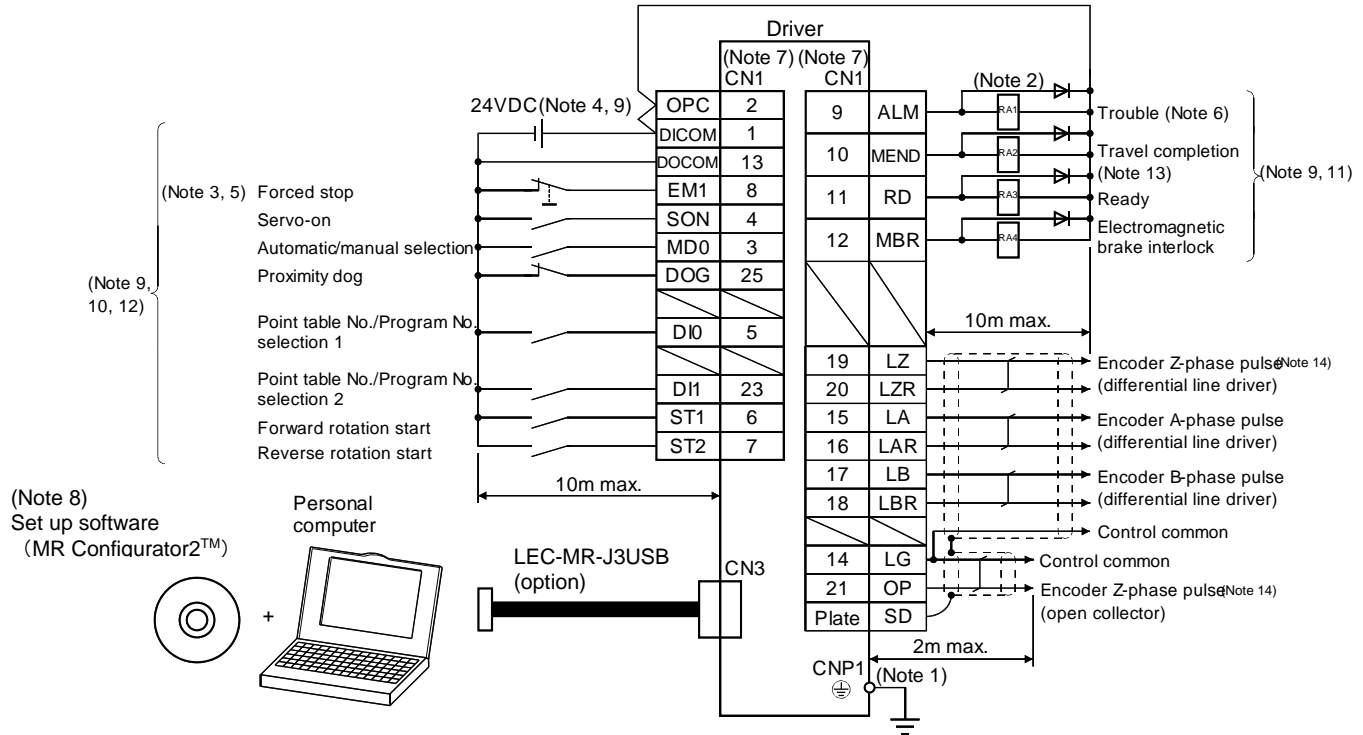 Driver
(Note 7) (Note 7)
CN1 CN1
24VDC(Note 4, 9)
OPC 2
DICOM 1
DOCOM 13
(Note 3, 5) Forced stop EM1 8
Servo-on SON 4
Automatic/manual selection MD0 3
Proximity dog DOG 25
(Note 9,
10, 12)
Point table No./Program No.
selection 1
DI0 5
Point table No./Program No.
selection 2
DI1 23
Forward rotation start ST1 6
Reverse rotation start ST2 7
10m max.
(Note 2)
9 ALM RA1 Trouble (Note 6)
10 MEND RA2 Travel completion
(Note 13)
11 RD RA3 Ready
12 MBR RA4 Electromagnetic
brake interlock
(Note 9, 11)
10m max.
19 LZ Encoder Z-phase pulse(Note 14)
20 LZR (differential line driver)
15 LA Encoder A-phase pulse
16 LAR (differential line driver)
17 LB Encoder B-phase pulse
18 LBR (differential line driver)
Control common
14 LG Control common
21 OP Encoder Z-phase pulse(Note 14)
(open collector)
Plate SD
2m max.
CNP1 (Note 1)
(Note 8)
Set up software
(MR Configurator2TM)
+
Personal
computer
LEC-MR-J3USB
(option)
CN3